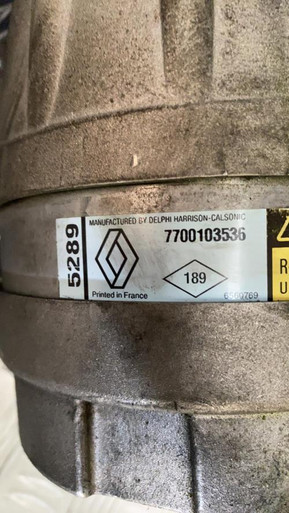 5289
MANUFACTURED BY DELPHI HARRISON-CALSONIC
7700103536
189
Printed in France
R
U